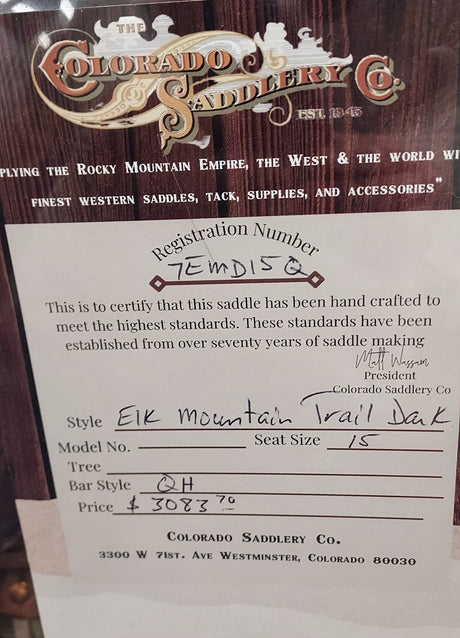 THE
COLORADO
SADDLERY CO.
EST. 1945
PLYING THE ROCKY MOUNTAIN EMPIRE, THE WEST & THE WORLD WI
FINEST WESTERN SADDLES, TACK, SUPPLIES, AND ACCESSORIES"
Registration Number
7EMD15Q
This is to certify that this saddle has been hand crafted to
meet the highest standards. These standards have been
established from over seventy years of saddle making
Matt Wassam
President
Colorado Saddlery Co
Style Elk Mountain Trail Dark
Model No. Seat Size 15
Tree
Bar Style QH
Price $ 3083 70
COLORADO SADDLERY CO.
3300 W 71ST. AVE WESTMINSTER, COLORADO 80030